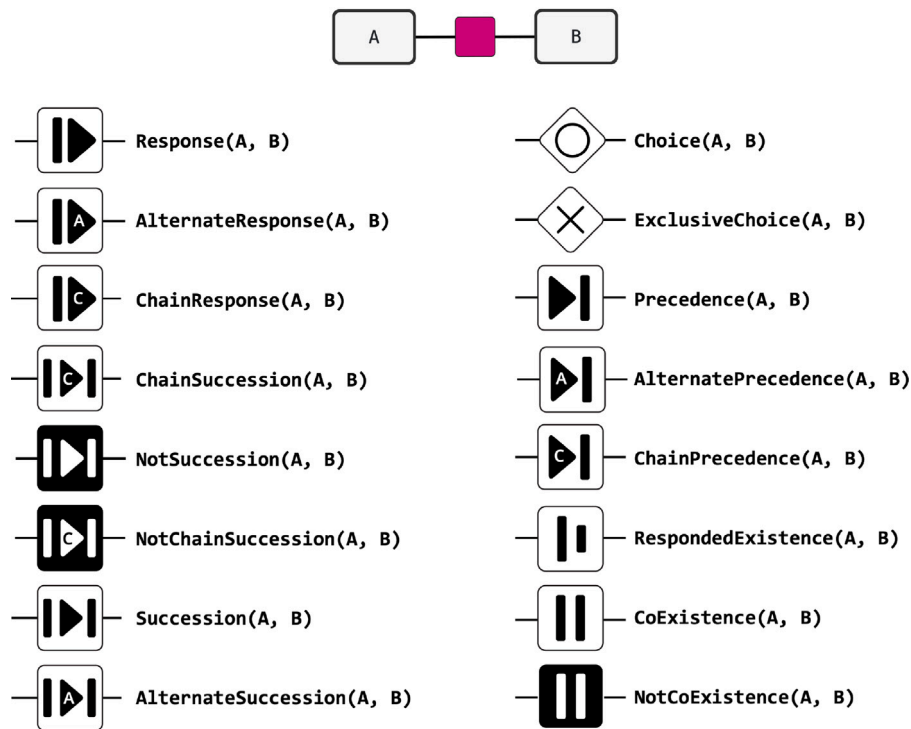 A
B
Response(A, B)
A
AlternateResponse(A, B)
C
ChainResponse(A, B)
C
ChainSuccession(A, B)
NotSuccession(A, B)
C
NotChainSuccession(A, B)
Succession(A, B)
A
AlternateSuccession(A, B)
Choice(A, B)
ExclusiveChoice(A, B)
Precedence(A, B)
A
AlternatePrecedence(A, B)
C
ChainPrecedence(A, B)
RespondedExistence(A, B)
CoExistence(A, B)
NotCoExistence(A, B)